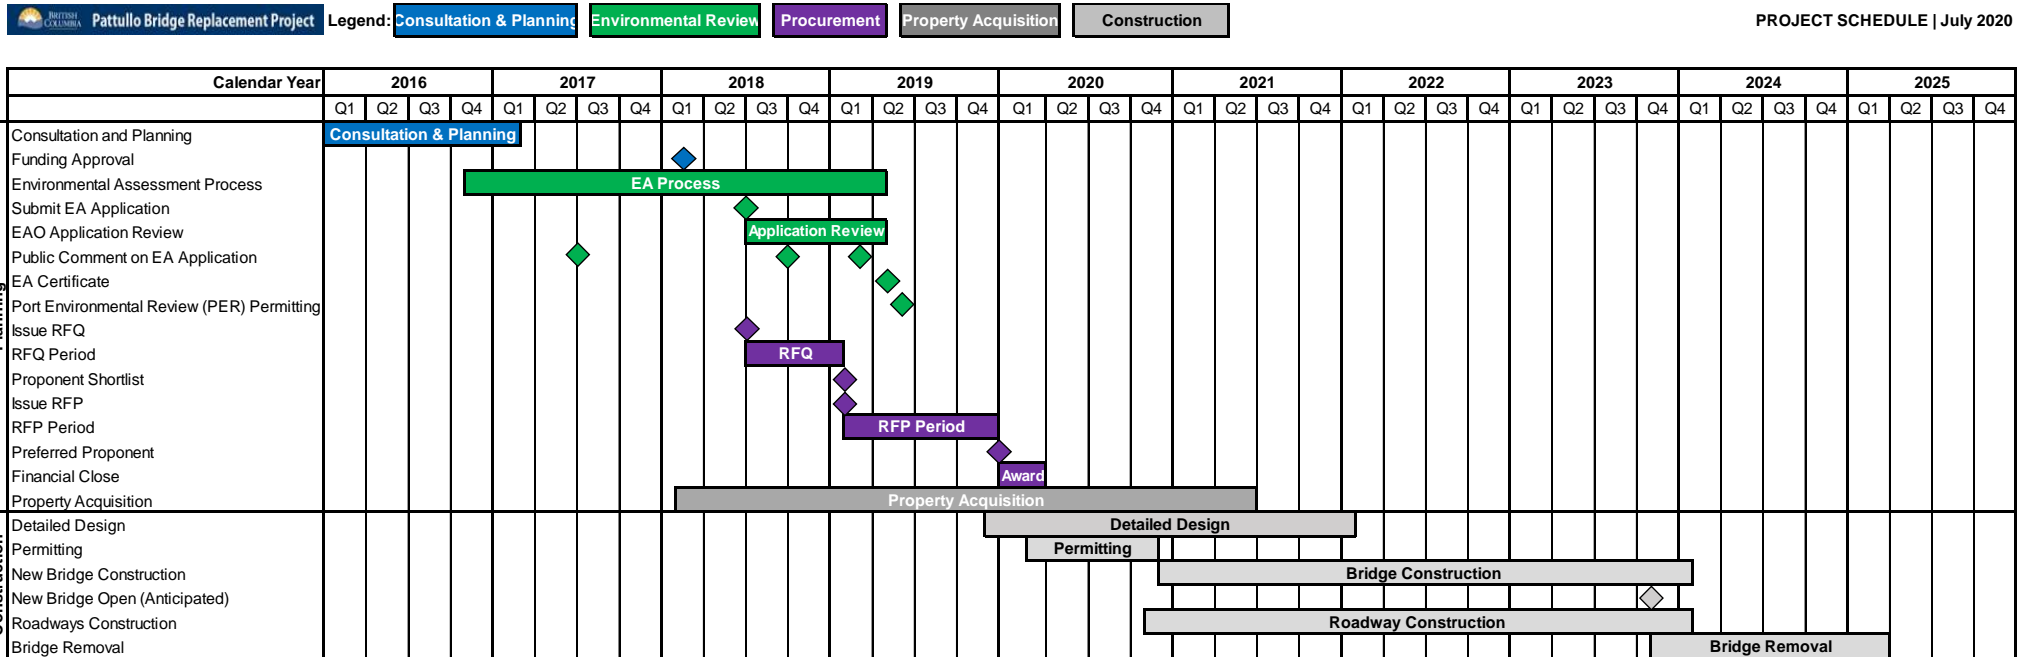 BRITISH COLUMBIA Pattullo Bridge Replacement Project Legend: Consultation & Planning Environmental Review Procurement Property Acquisition Construction PROJECT SCHEDULE | July 2020
Calendar Year 2016 2017 2018 2019 2020 2021 2022 2023 2024 2025
Q1 Q2 Q3 Q4 Q1 Q2 Q3 Q4 Q1 Q2 Q3 Q4 Q1 Q2 Q3 Q4 Q1 Q2 Q3 Q4 Q1 Q2 Q3 Q4 Q1 Q2 Q3 Q4 Q1 Q2 Q3 Q4 Q1 Q2 Q3 Q4 Q1 Q2 Q3 Q4
Consultation and Planning Consultation & Planning
Funding Approval
Environmental Assessment Process EA Process
Submit EA Application
EAO Application Review Application Review
Public Comment on EA Application
EA Certificate
Port Environmental Review (PER) Permitting
Issue RFQ
RFQ Period RFQ
Proponent Shortlist
Issue RFP
RFP Period RFP Period
Preferred Proponent
Financial Close Award
Property Acquisition Property Acquisition
Detailed Design Detailed Design
Permitting Permitting
New Bridge Construction Bridge Construction
New Bridge Open (Anticipated)
Roadways Construction Roadway Construction
Bridge Removal Bridge Removal